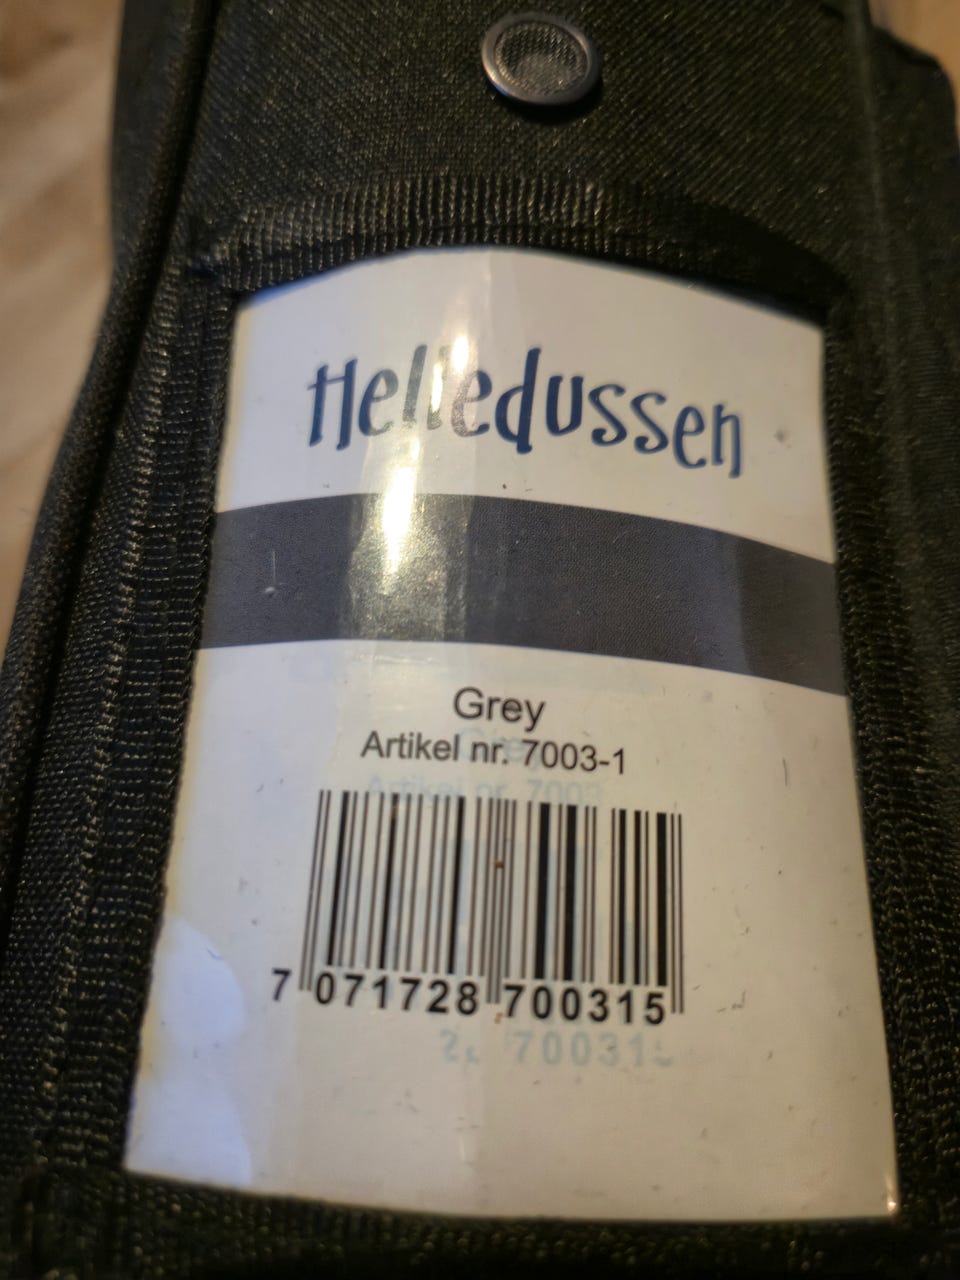 Helledussen
Grey
Artikel nr. 7003-1
7 071728 700315